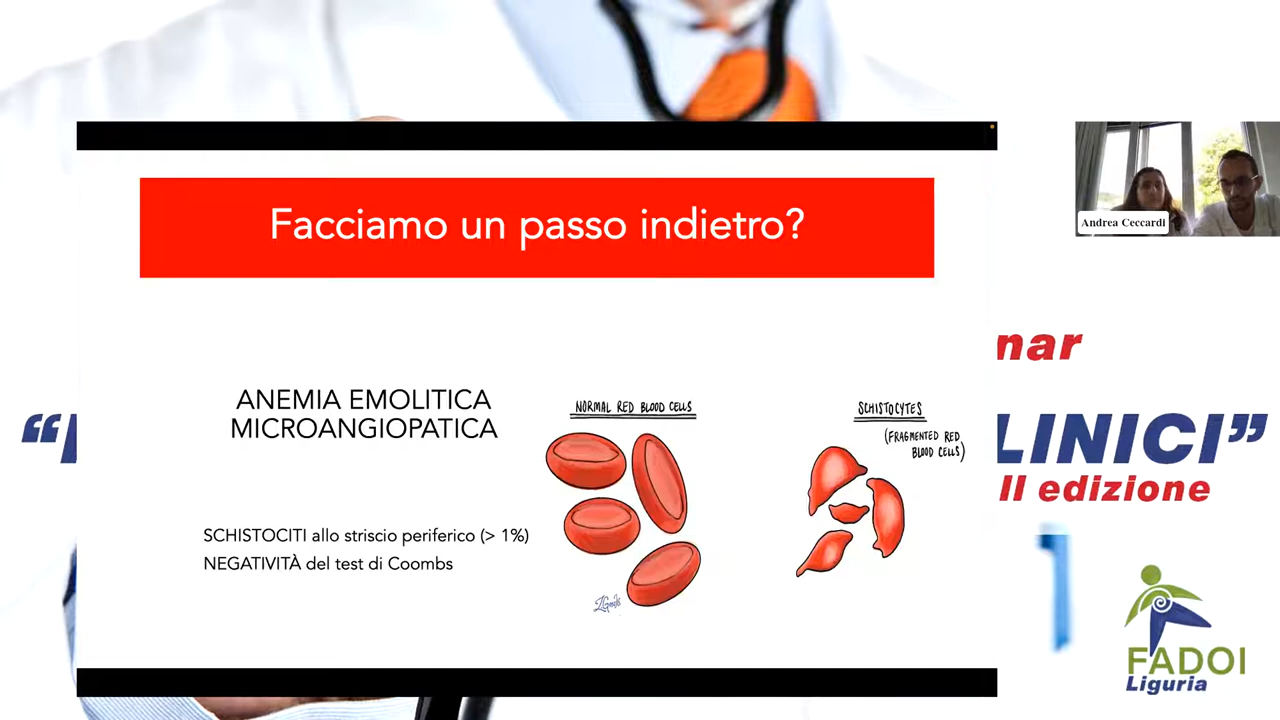 Facciamo un passo indietro?
ANEMIA EMOLITICA
MICROANGIOPATICA
SCHISTOCITI allo striscio periferico (> 1%)
NEGATIVITÀ del test di Coombs
NORMAL RED BLOOD CELLS
SCHISTOCYTES
(FRAGMENTED RED
BLOOD CELLS)
Andrea Ceccardi
nar
LINICI”
II edizione
FADOI
Liguria